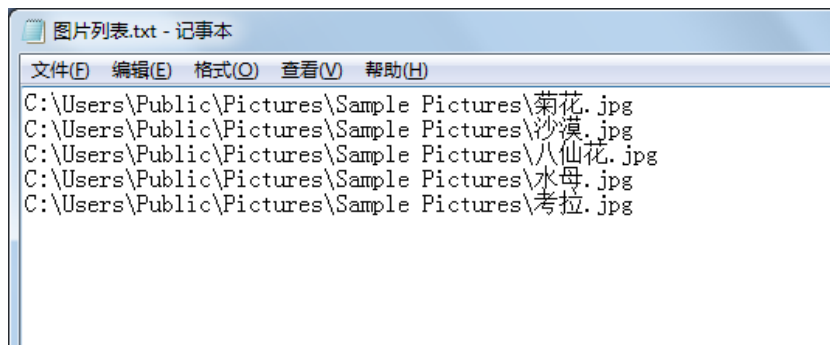 图片列表.txt - 记事本
文件(F) 编辑(E) 格式(O) 查看(V) 帮助(H)
C:\Users\Public\Pictures\Sample Pictures\菊花.jpg
C:\Users\Public\Pictures\Sample Pictures\沙漠.jpg
C:\Users\Public\Pictures\Sample Pictures\八仙花.jpg
C:\Users\Public\Pictures\Sample Pictures\水母.jpg
C:\Users\Public\Pictures\Sample Pictures\考拉.jpg